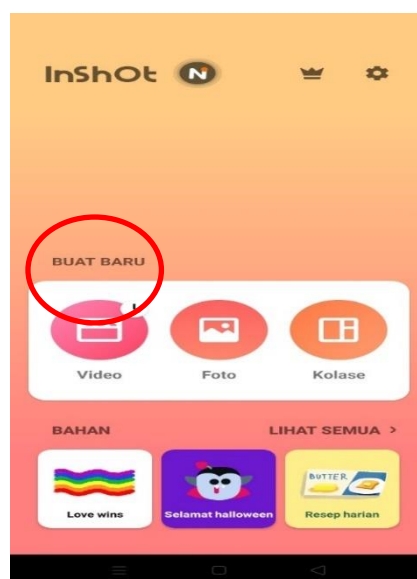 InShOt N
BUAT BARU
Video Foto Kolase
BAHAN LIHAT SEMUA >
BUTTER
Love wins Selamat halloween Resep harian